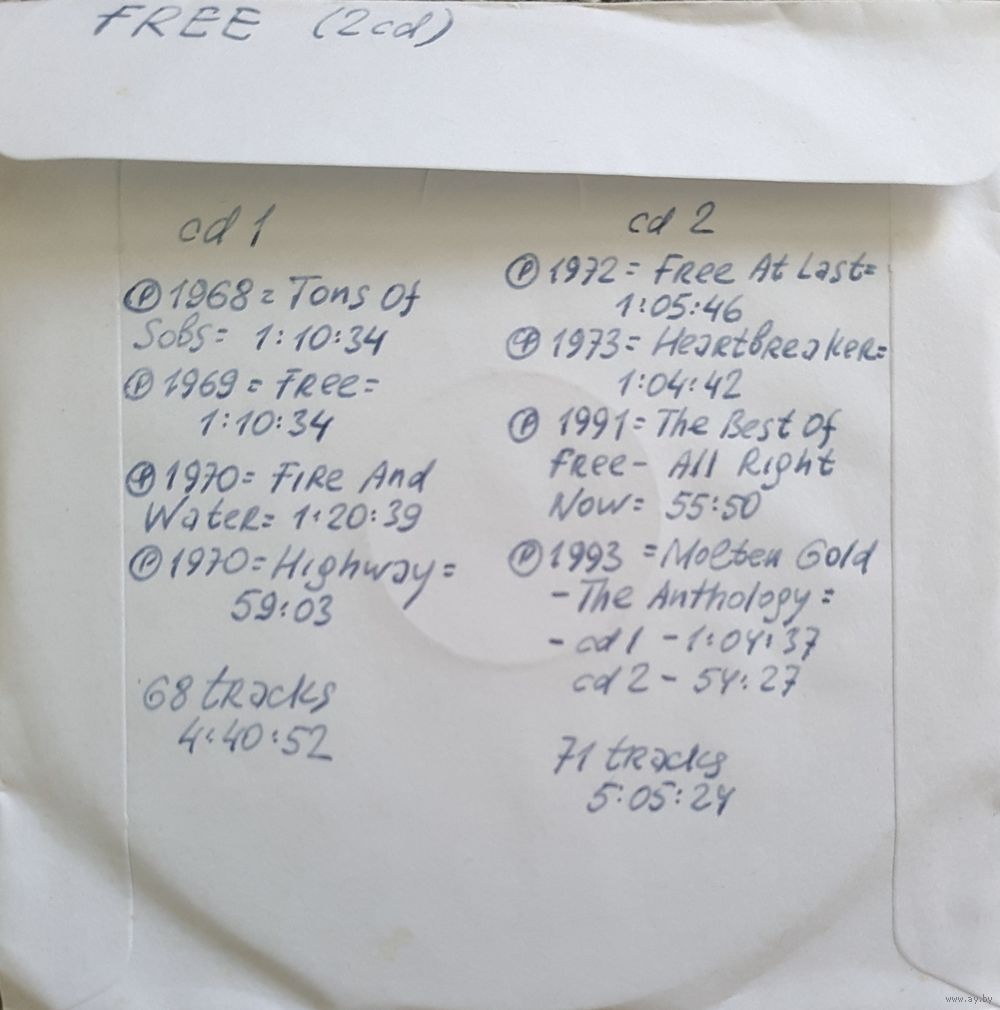 FREE (2cd)
cd 1
Ⓟ 1968 = Tons Of
Sobs = 1:10:34
Ⓟ 1969 = Free =
1:10:34
Ⓟ 1970 = Fire And
Water = 1:20:39
Ⓟ 1970 = Highway =
59:03
68 tracks
4:40:52
cd 2
Ⓟ 1972 = Free At Last =
1:05:46
Ⓟ 1973 = Heartbreaker =
1:04:42
Ⓟ 1991 = The Best Of
Free - All Right
Now = 55:50
Ⓟ 1993 = Molten Gold
- The Anthology =
- cd 1 - 1:04:37
cd 2 - 54:27
71 tracks
5:05:24
www.ay.by